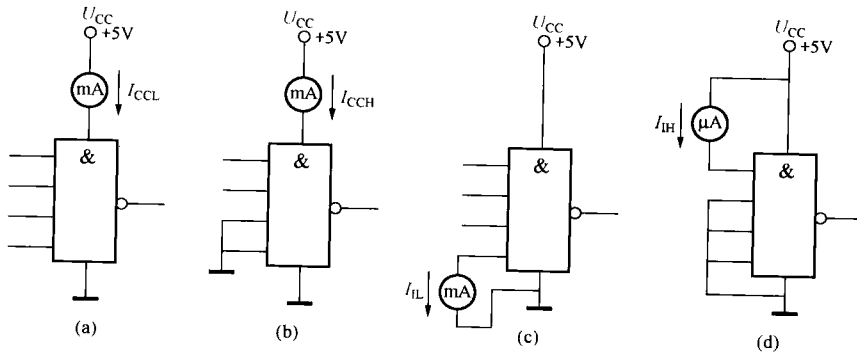 U_CC
+5V
mA
I_CCL
&
(a)
U_CC
+5V
mA
I_CCH
&
(b)
U_CC
+5V
&
I_IL
mA
(c)
U_CC
+5V
I_IH
μA
&
(d)